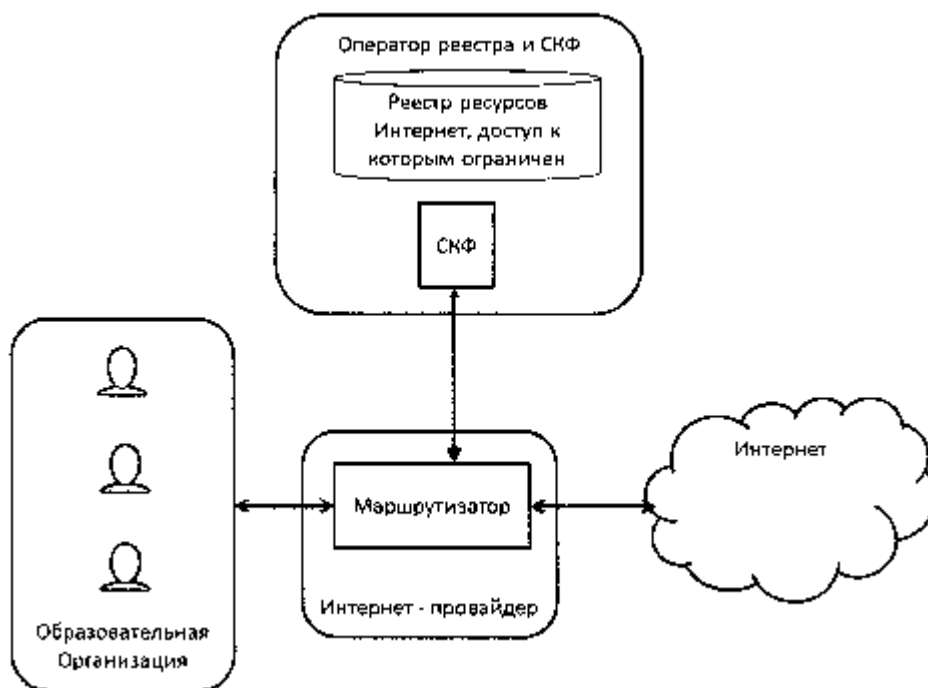 Оператор реестра и СКФ
Реестр ресурсов
Интернет, доступ к
которым ограничен
СКФ
Интернет
Маршрутизатор
Интернет - провайдер
Образовательная
Организация